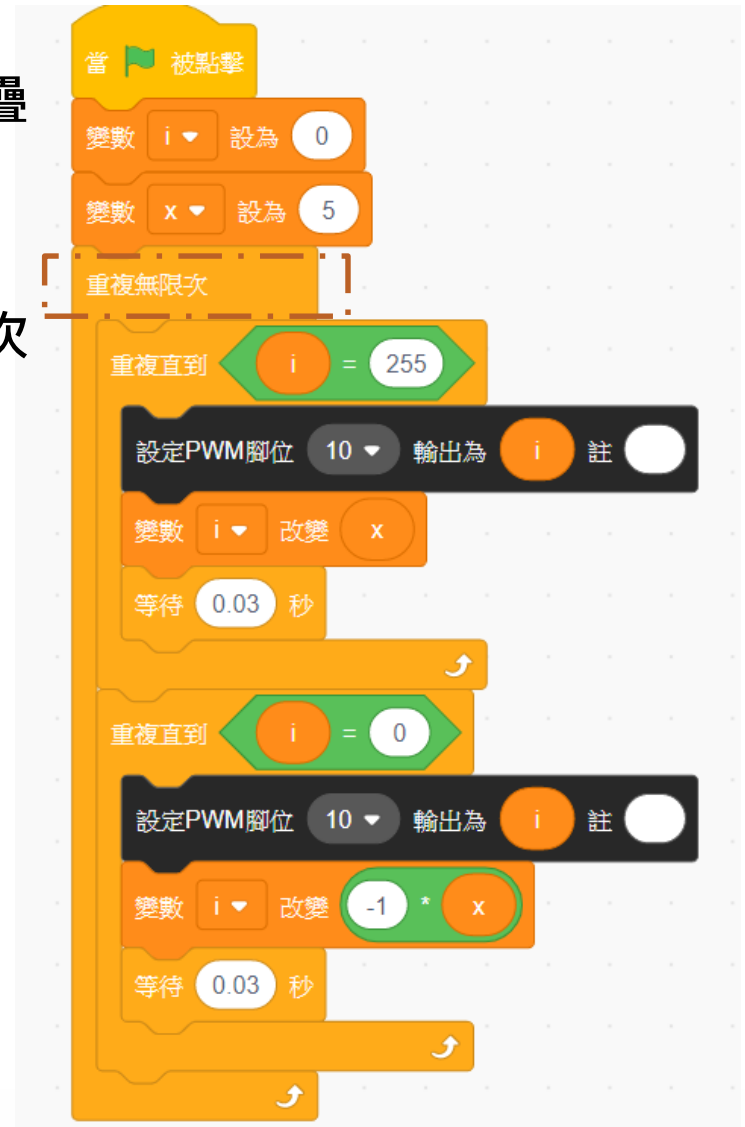 當 被點擊
疊
變數 i 設為 0
變數 x 設為 5
重複無限次
次
重複直到 i = 255
設定PWM腳位 10 輸出為 i 註
變數 i 改變 x
等待 0.03 秒
重複直到 i = 0
設定PWM腳位 10 輸出為 i 註
變數 i 改變 -1 * x
等待 0.03 秒